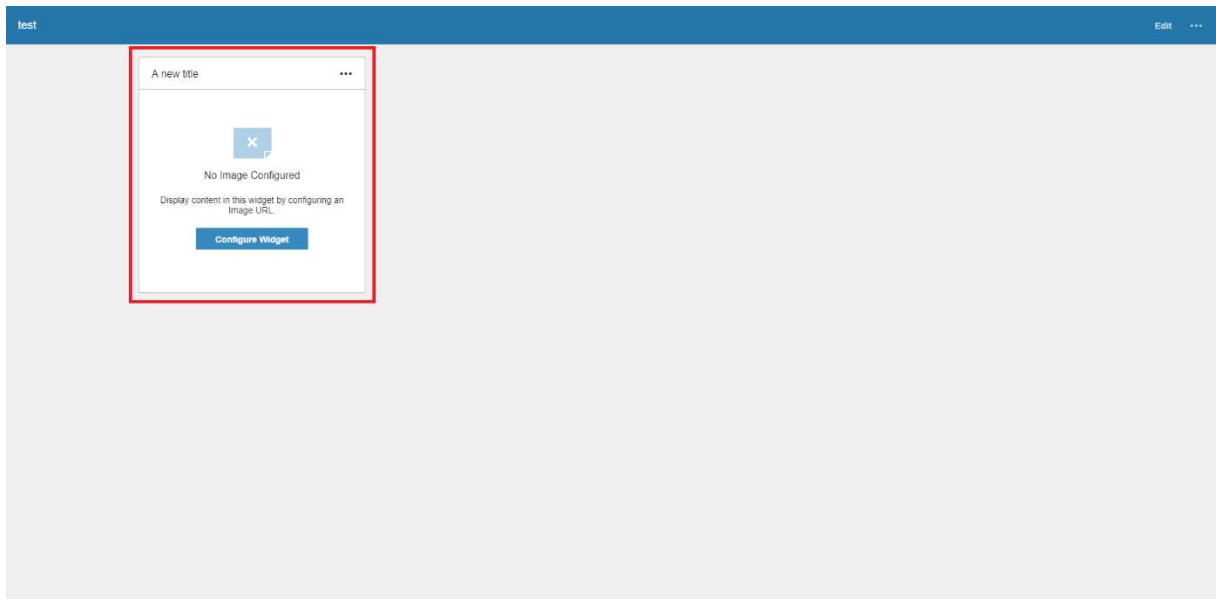 test
Edit ...
A new title ...
No Image Configured
Display content in this widget by configuring an
Image URL.
Configure Widget